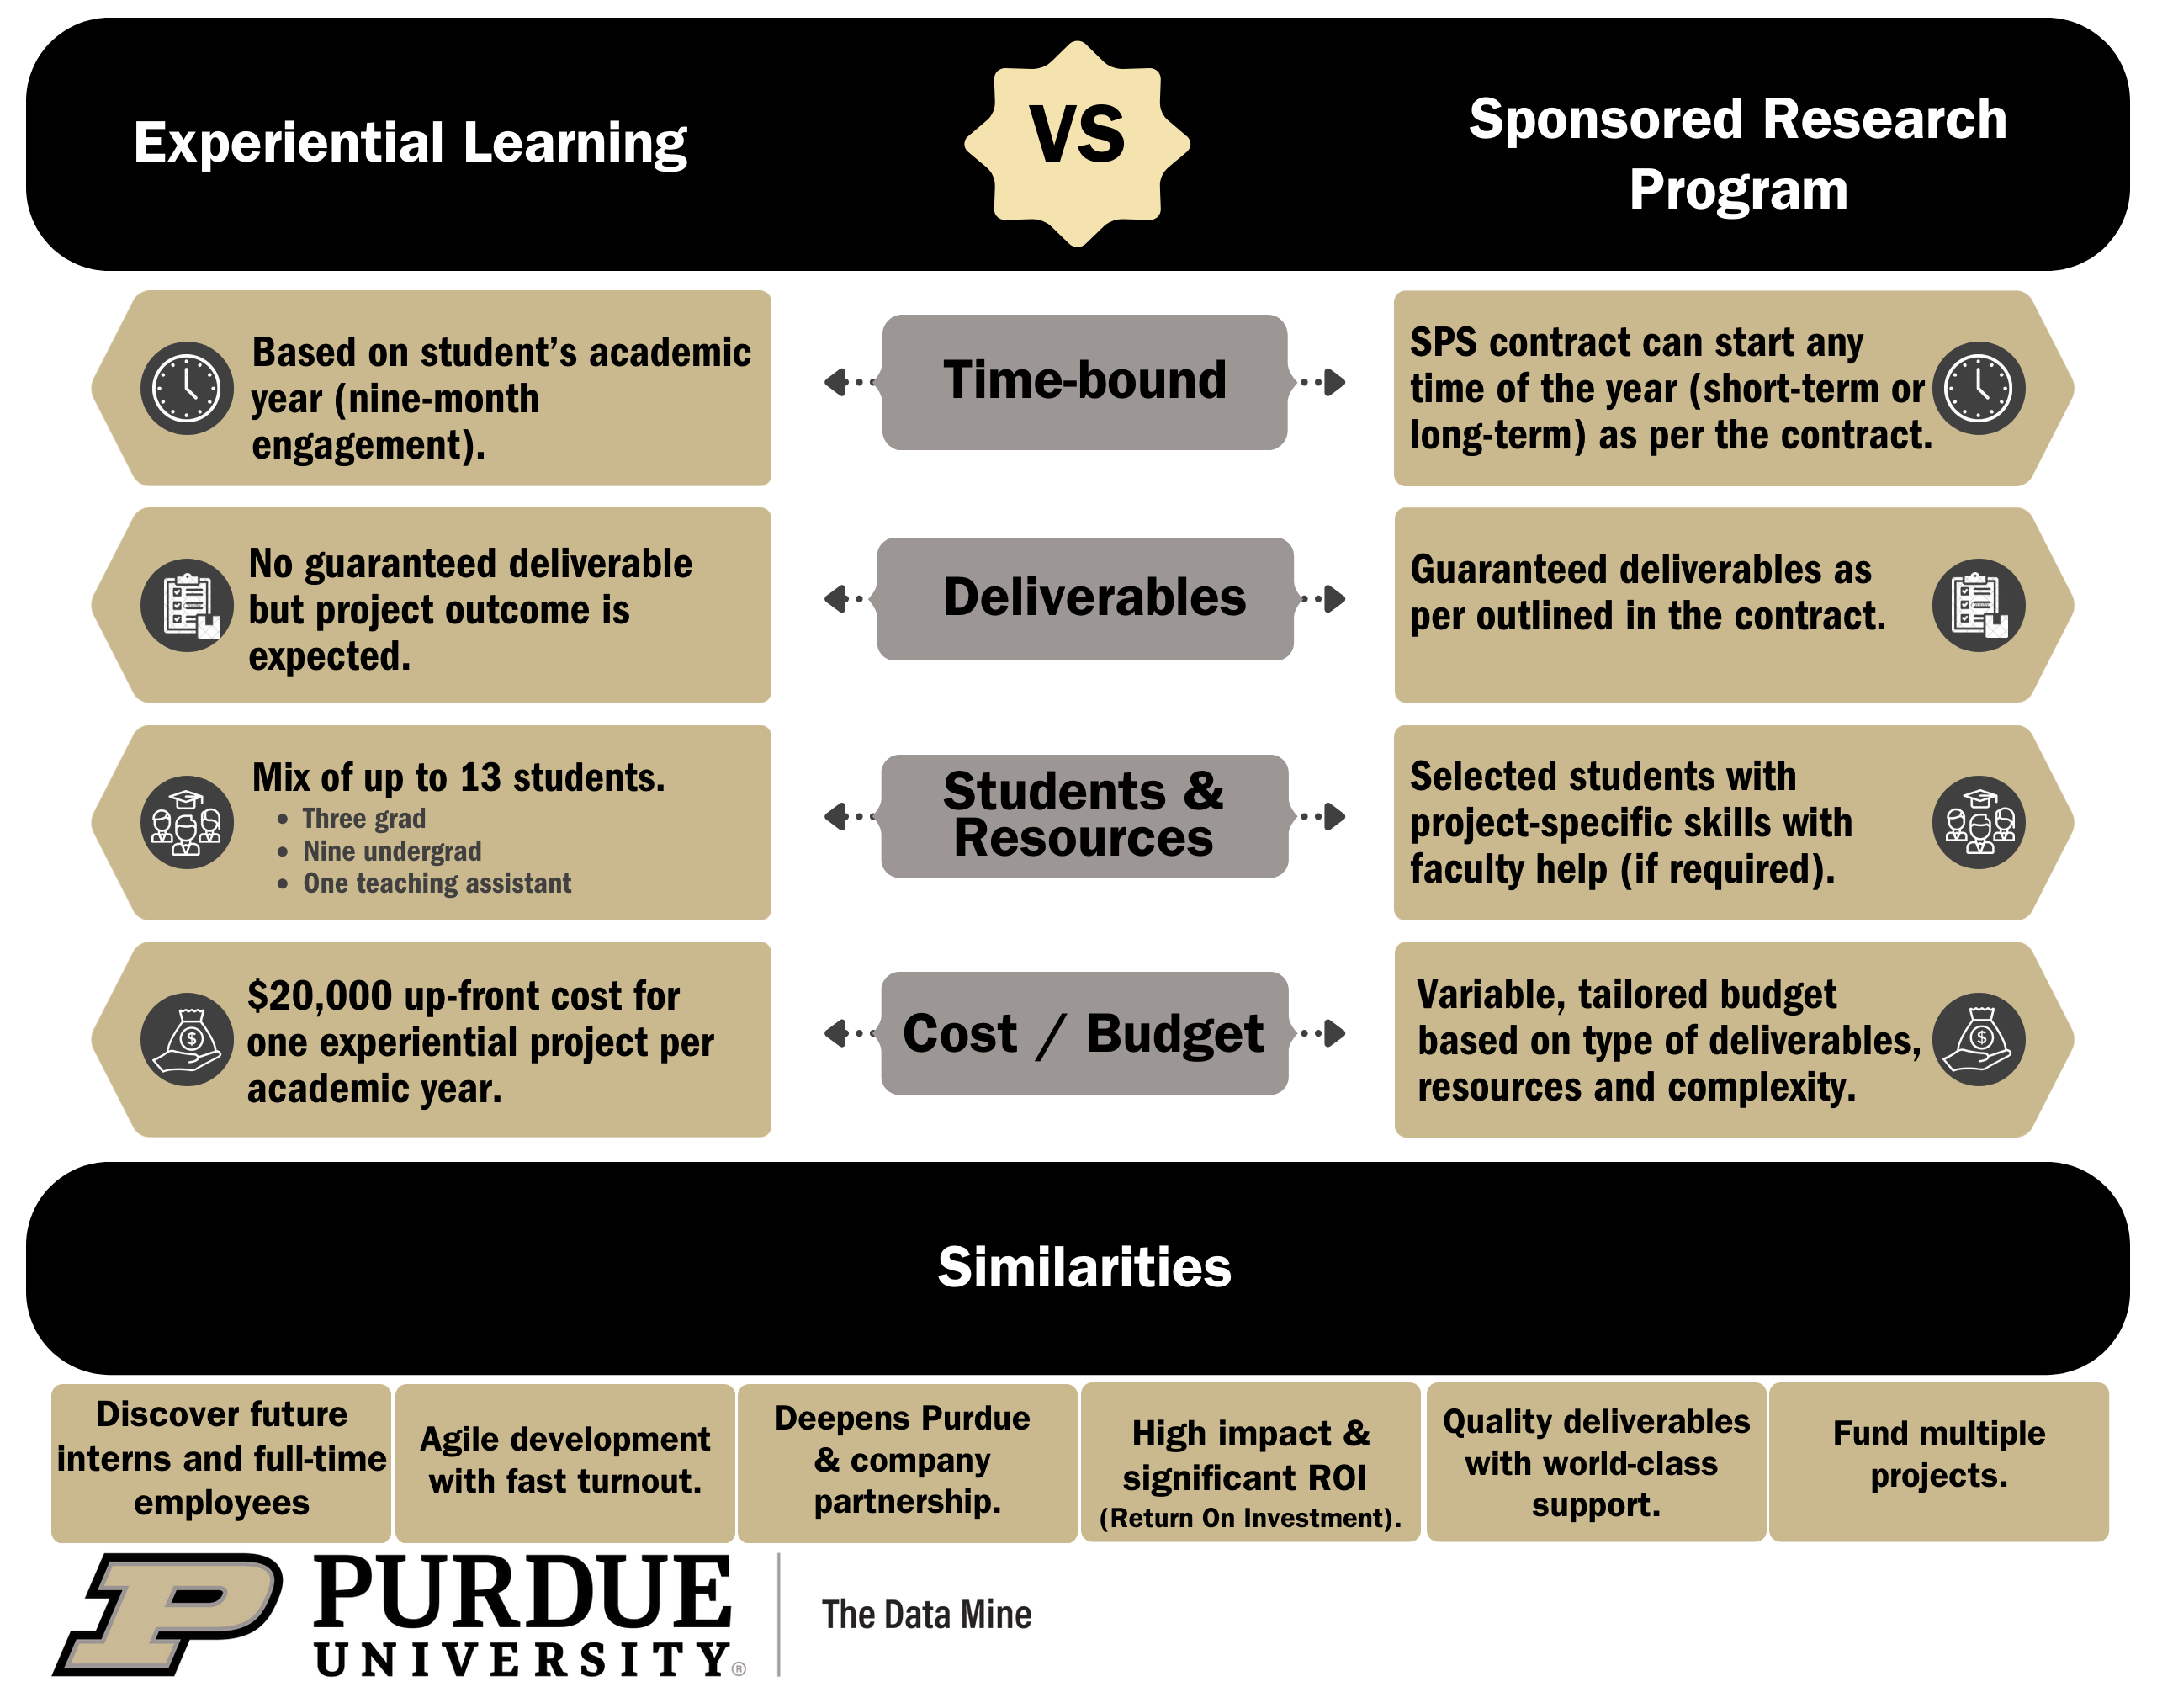 Experiential Learning
VS
Sponsored Research
Program
Based on student's academic
year (nine-month
engagement).
Time-bound
SPS contract can start any
time of the year (short-term or
long-term) as per the contract.
No guaranteed deliverable
but project outcome is
expected.
Deliverables
Guaranteed deliverables as
per outlined in the contract.
Mix of up to 13 students.
• Three grad
• Nine undergrad
• One teaching assistant
Students &
Resources
Selected students with
project-specific skills with
faculty help (if required).
$20,000 up-front cost for
one experiential project per
academic year.
Cost / Budget
Variable, tailored budget
based on type of deliverables,
resources and complexity.
Similarities
Discover future
interns and full-time
employees
Agile development
with fast turnout.
Deepens Purdue
& company
partnership.
High impact &
significant ROI
(Return On Investment).
Quality deliverables
with world-class
support.
Fund multiple
projects.
P
PURDUE
UNIVERSITY®
The Data Mine